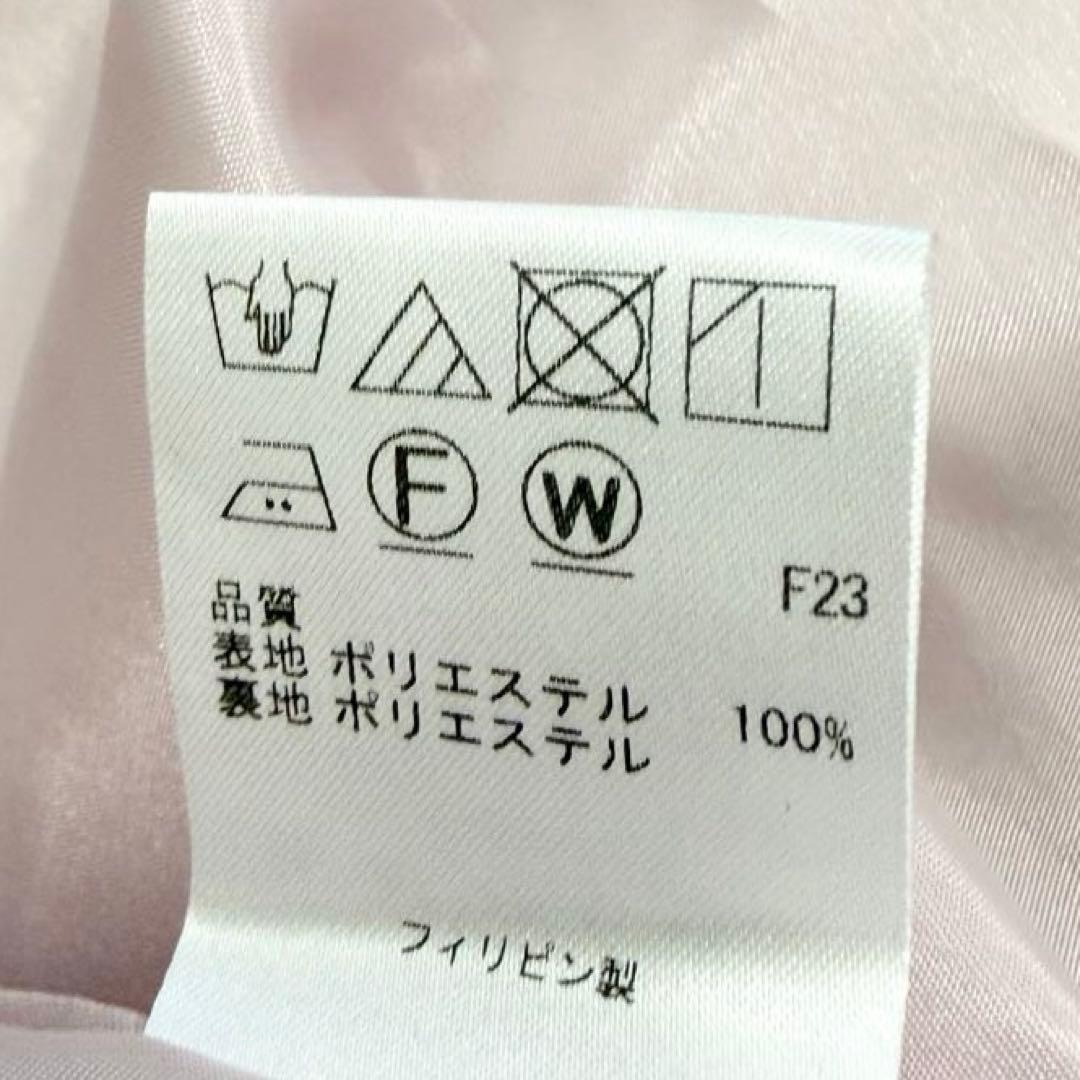 F W
F23
品質
表地 ポリエステル
裏地 ポリエステル 100%
フィリピン製